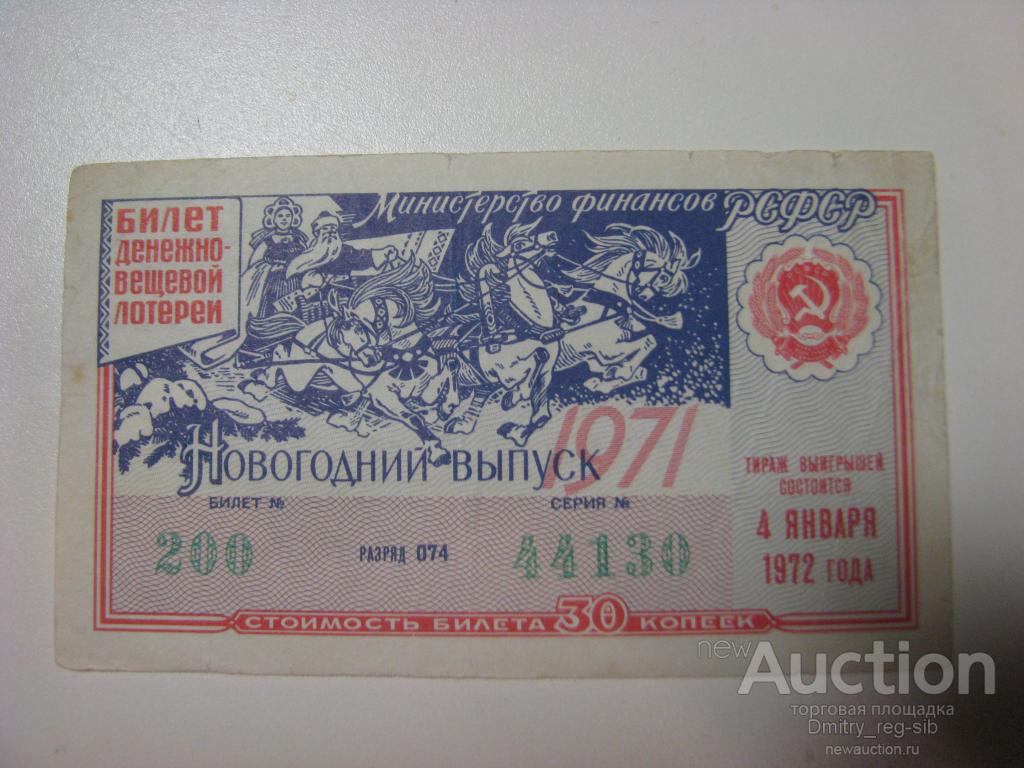 Министерство финансов РСФСР
БИЛЕТ
ДЕНЕЖНО-
ВЕЩЕВОЙ
ЛОТЕРЕИ
Новогодний выпуск 1971
БИЛЕТ №
СЕРИЯ №
200
РАЗРЯД 074
44130
ТИРАЖ ВЫИГРЫШЕЙ
СОСТОИТСЯ
4 ЯНВАРЯ
1972 ГОДА
СТОИМОСТЬ БИЛЕТА 30 КОПЕЕК
newAuction
торговая площадка
Dmitry_reg-sib
newauction.ru